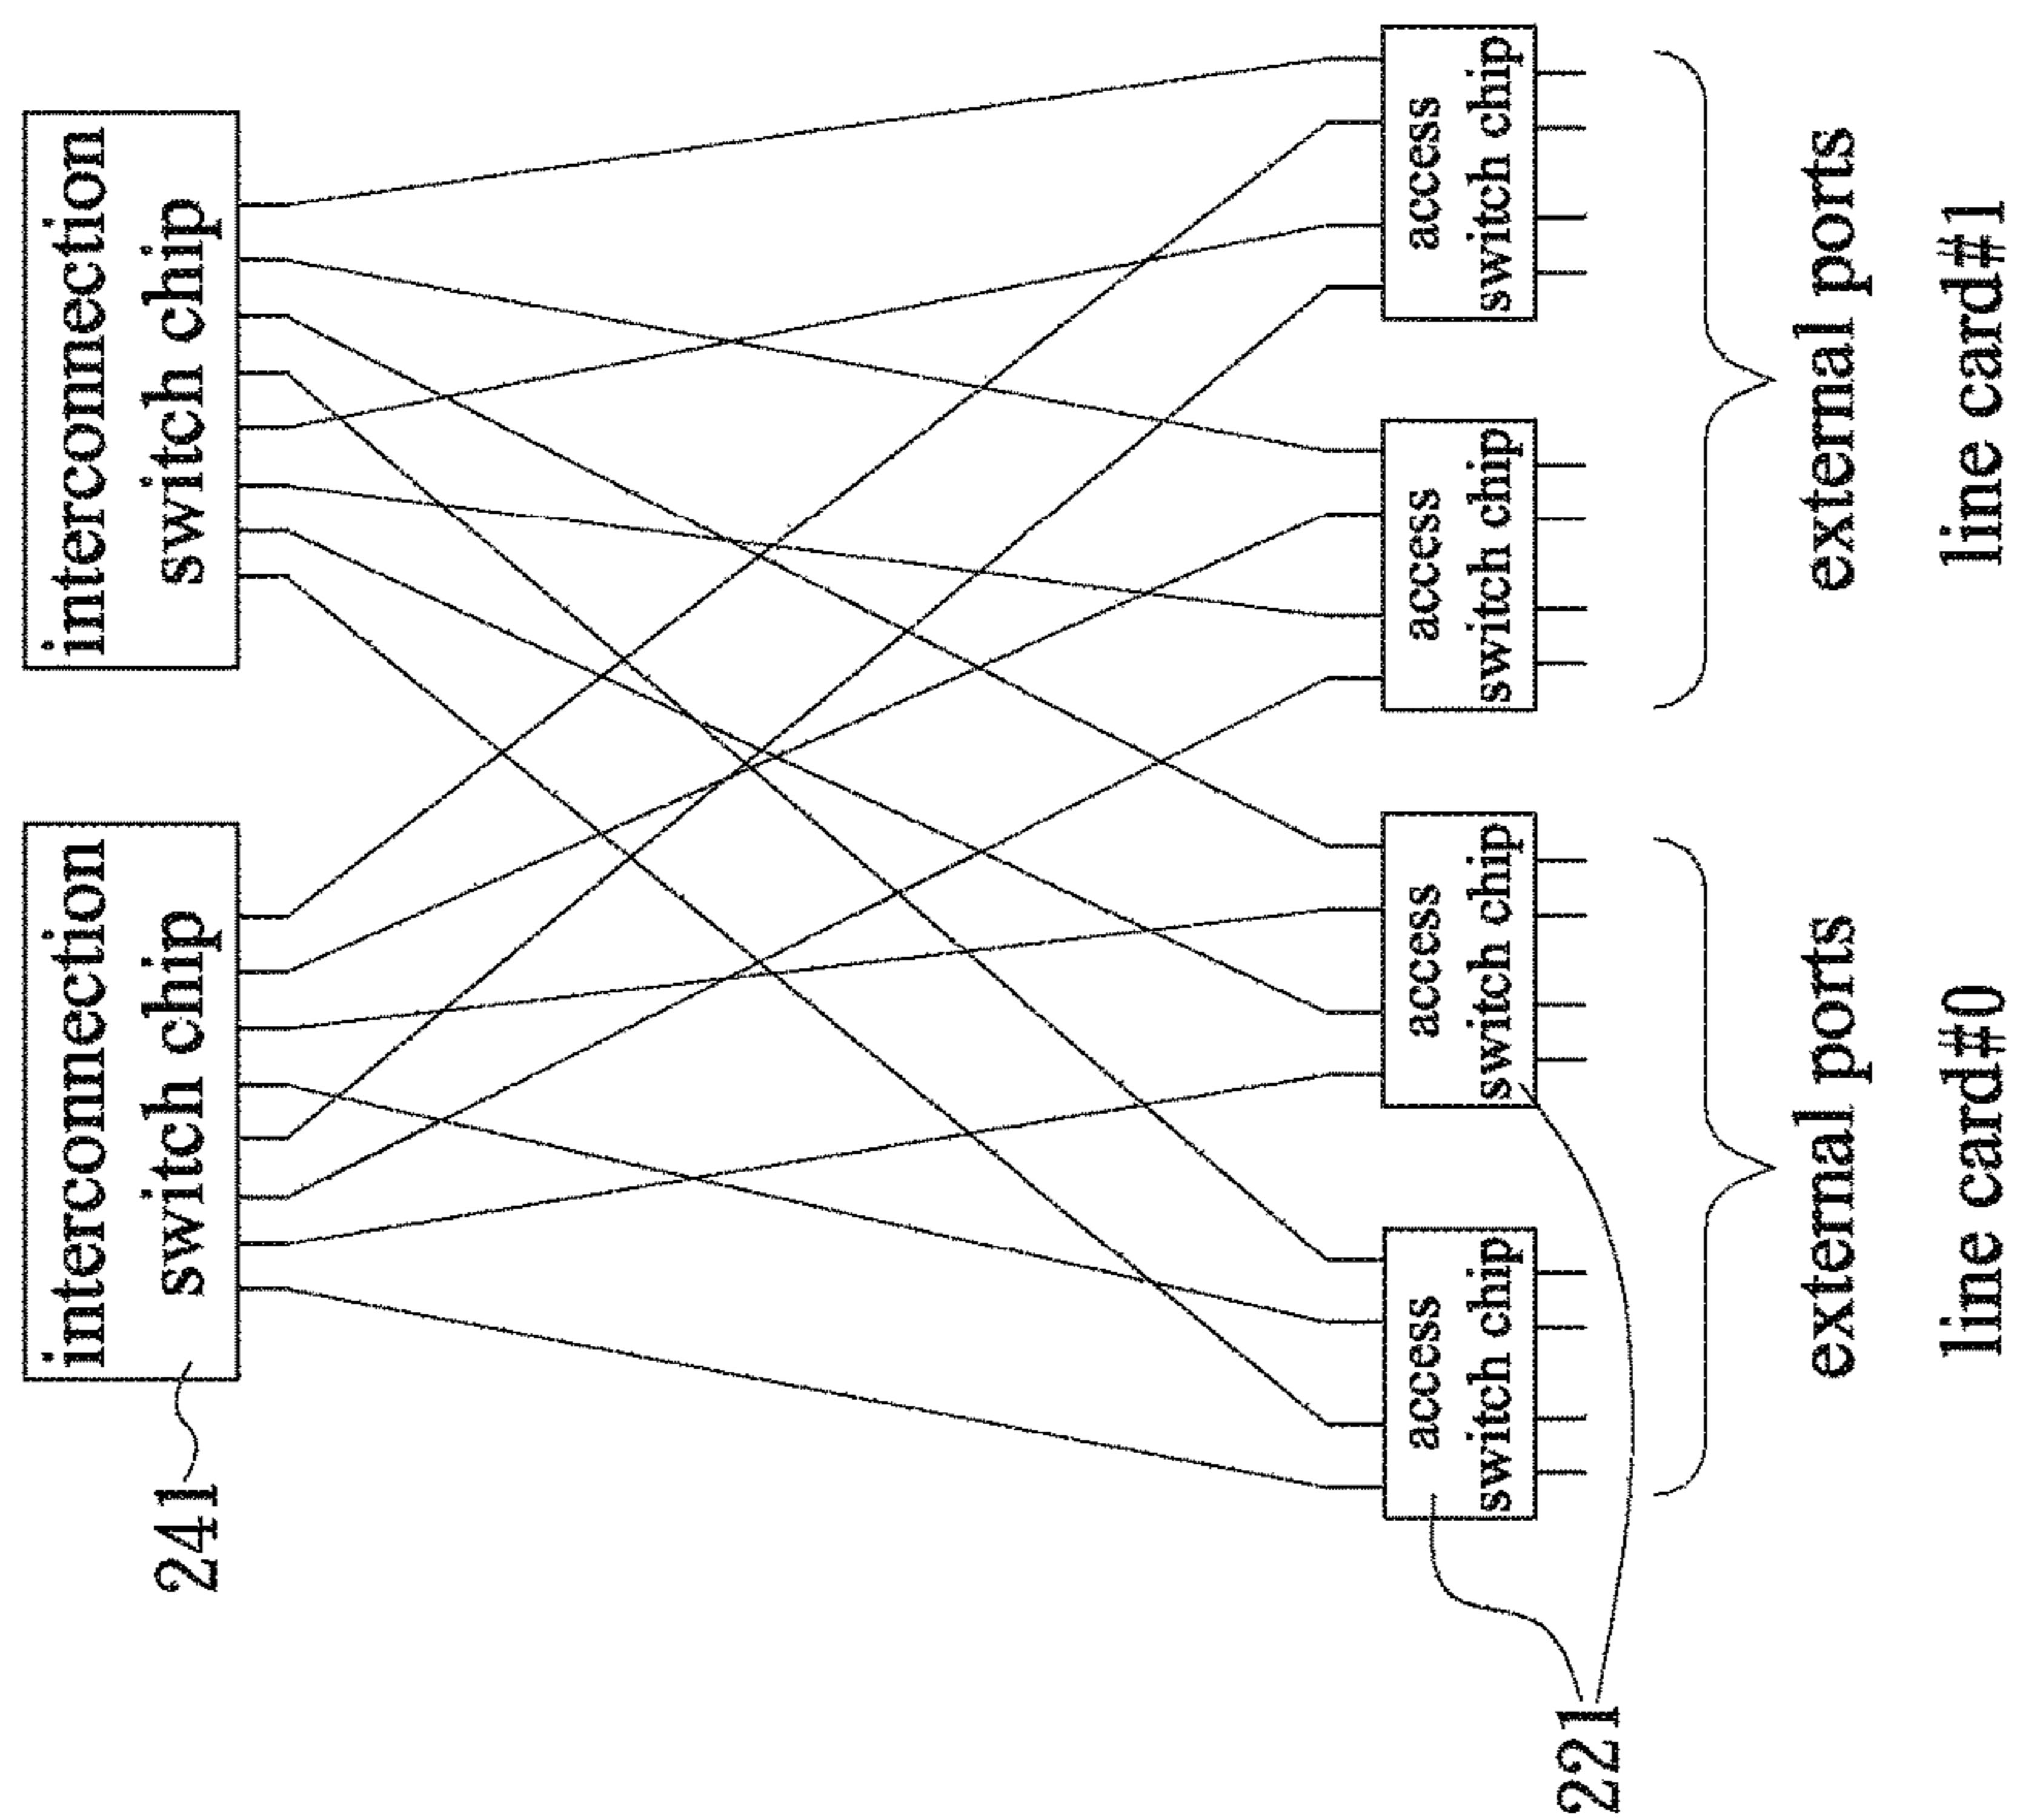 241
interconnection
switch chip
interconnection
switch chip
221
access
switch chip
access
switch chip
access
switch chip
access
switch chip
external ports
external ports
line card#0
line card#1